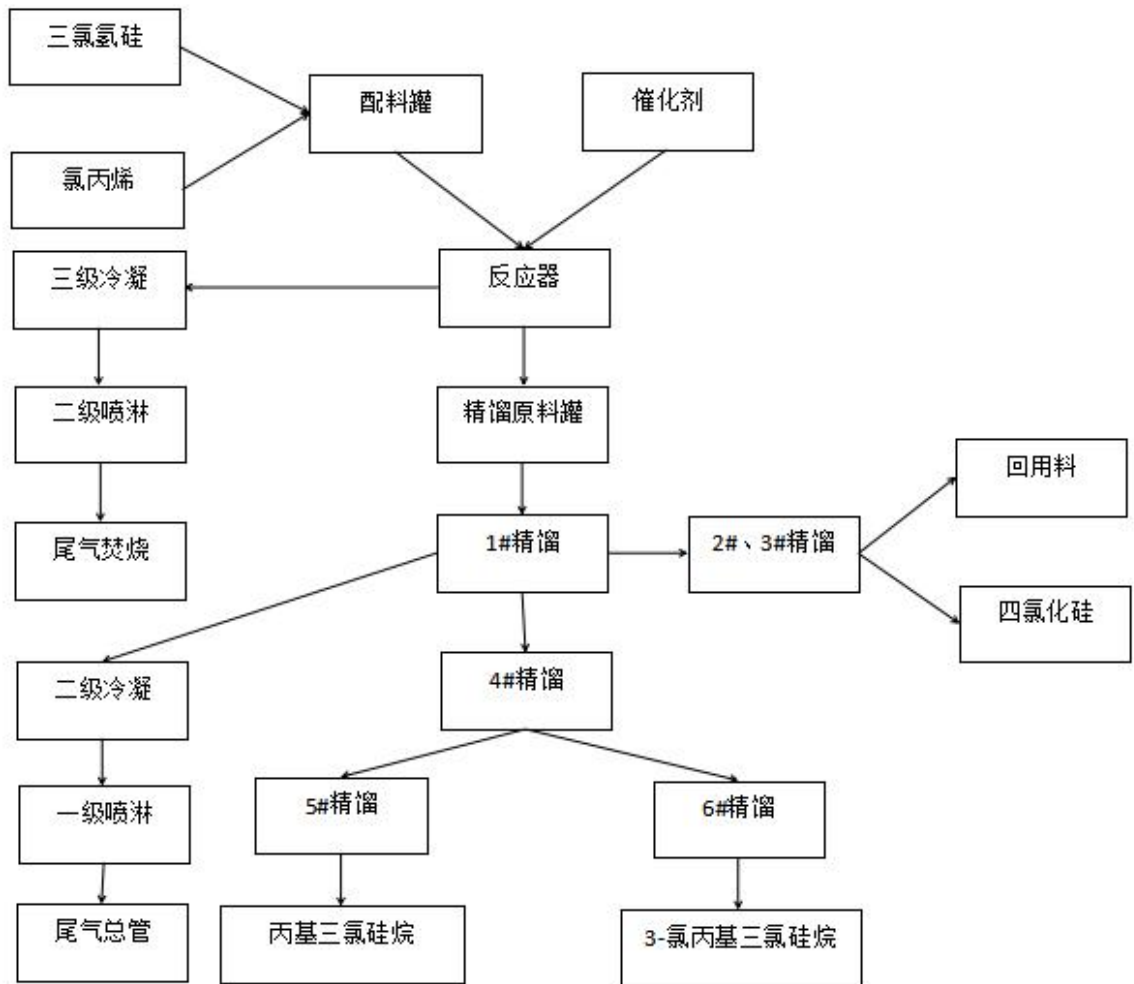 三氯氢硅
配料罐
催化剂
氯丙烯
三级冷凝
反应器
二级喷淋
精馏原料罐
回用料
尾气焚烧
1#精馏
2#、3#精馏
四氯化硅
二级冷凝
4#精馏
一级喷淋
5#精馏
6#精馏
尾气总管
丙基三氯硅烷
3-氯丙基三氯硅烷